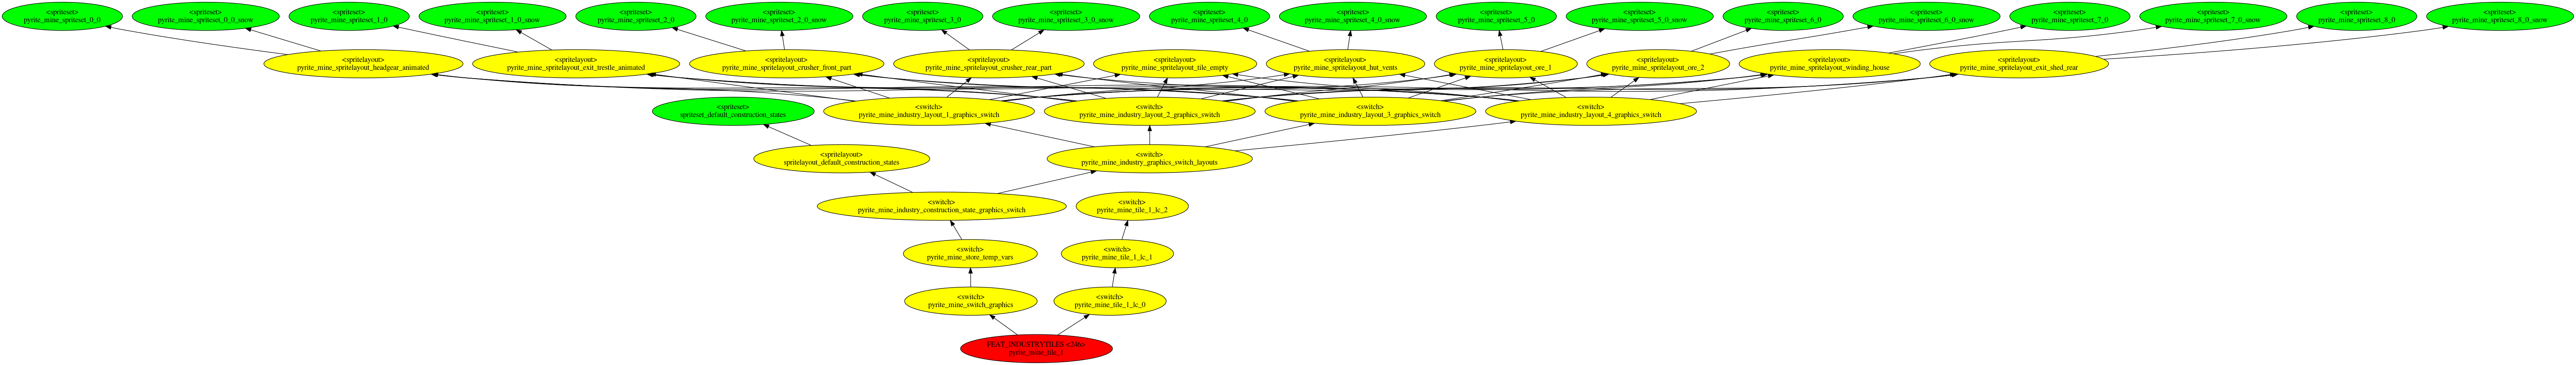 <spriteset>
pyrite_mine_spriteset_0_0
<spriteset>
pyrite_mine_spriteset_0_0_snow
<spriteset>
pyrite_mine_spriteset_1_0
<spriteset>
pyrite_mine_spriteset_1_0_snow
<spriteset>
pyrite_mine_spriteset_2_0
<spriteset>
pyrite_mine_spriteset_2_0_snow
<spriteset>
pyrite_mine_spriteset_3_0
<spriteset>
pyrite_mine_spriteset_3_0_snow
<spriteset>
pyrite_mine_spriteset_4_0
<spriteset>
pyrite_mine_spriteset_4_0_snow
<spriteset>
pyrite_mine_spriteset_5_0
<spriteset>
pyrite_mine_spriteset_5_0_snow
<spriteset>
pyrite_mine_spriteset_6_0
<spriteset>
pyrite_mine_spriteset_6_0_snow
<spriteset>
pyrite_mine_spriteset_7_0
<spriteset>
pyrite_mine_spriteset_7_0_snow
<spriteset>
pyrite_mine_spriteset_8_0
<spriteset>
pyrite_mine_spriteset_8_0_snow
<spritelayout>
pyrite_mine_spritelayout_headgear_animated
<spritelayout>
pyrite_mine_spritelayout_exit_trestle_animated
<spritelayout>
pyrite_mine_spritelayout_crusher_front_part
<spritelayout>
pyrite_mine_spritelayout_crusher_rear_part
<spritelayout>
pyrite_mine_spritelayout_tile_empty
<spritelayout>
pyrite_mine_spritelayout_hut_vents
<spritelayout>
pyrite_mine_spritelayout_ore_1
<spritelayout>
pyrite_mine_spritelayout_ore_2
<spritelayout>
pyrite_mine_spritelayout_winding_house
<spritelayout>
pyrite_mine_spritelayout_exit_shed_rear
<spriteset>
spriteset_default_construction_states
<switch>
pyrite_mine_industry_layout_1_graphics_switch
<switch>
pyrite_mine_industry_layout_2_graphics_switch
<switch>
pyrite_mine_industry_layout_3_graphics_switch
<switch>
pyrite_mine_industry_layout_4_graphics_switch
<spritelayout>
spritelayout_default_construction_states
<switch>
pyrite_mine_industry_graphics_switch_layouts
<switch>
pyrite_mine_industry_construction_state_graphics_switch
<switch>
pyrite_mine_tile_1_lc_2
<switch>
pyrite_mine_store_temp_vars
<switch>
pyrite_mine_tile_1_lc_1
<switch>
pyrite_mine_switch_graphics
<switch>
pyrite_mine_tile_1_lc_0
FEAT_INDUSTRYTILES <246>
pyrite_mine_tile_1